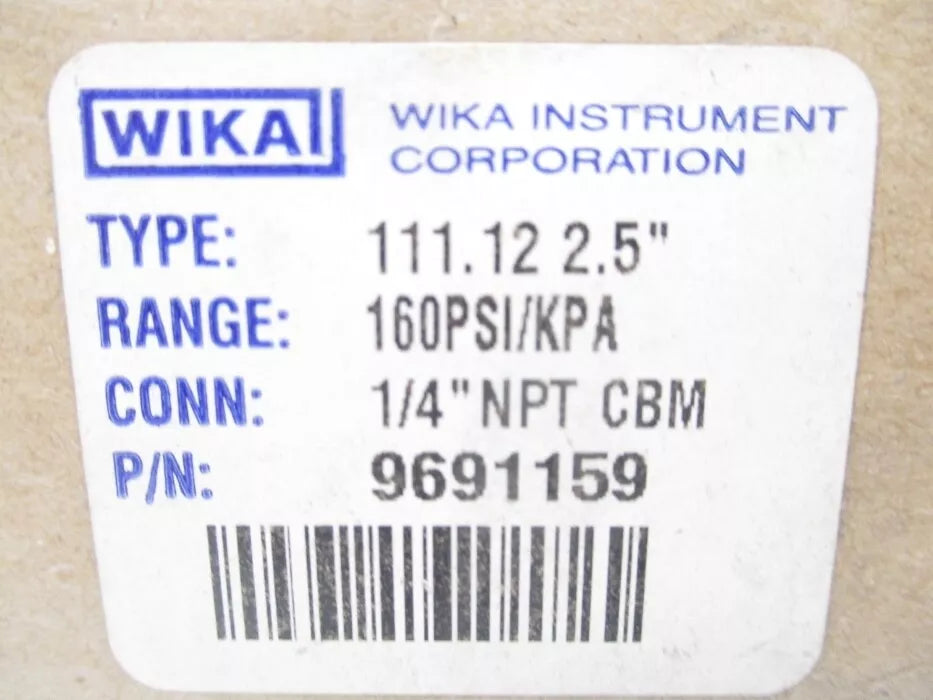 WIKA
WIKA INSTRUMENT
CORPORATION
TYPE: 111.12 2.5"
RANGE: 160PSI/KPA
CONN: 1/4" NPT CBM
P/N: 9691159